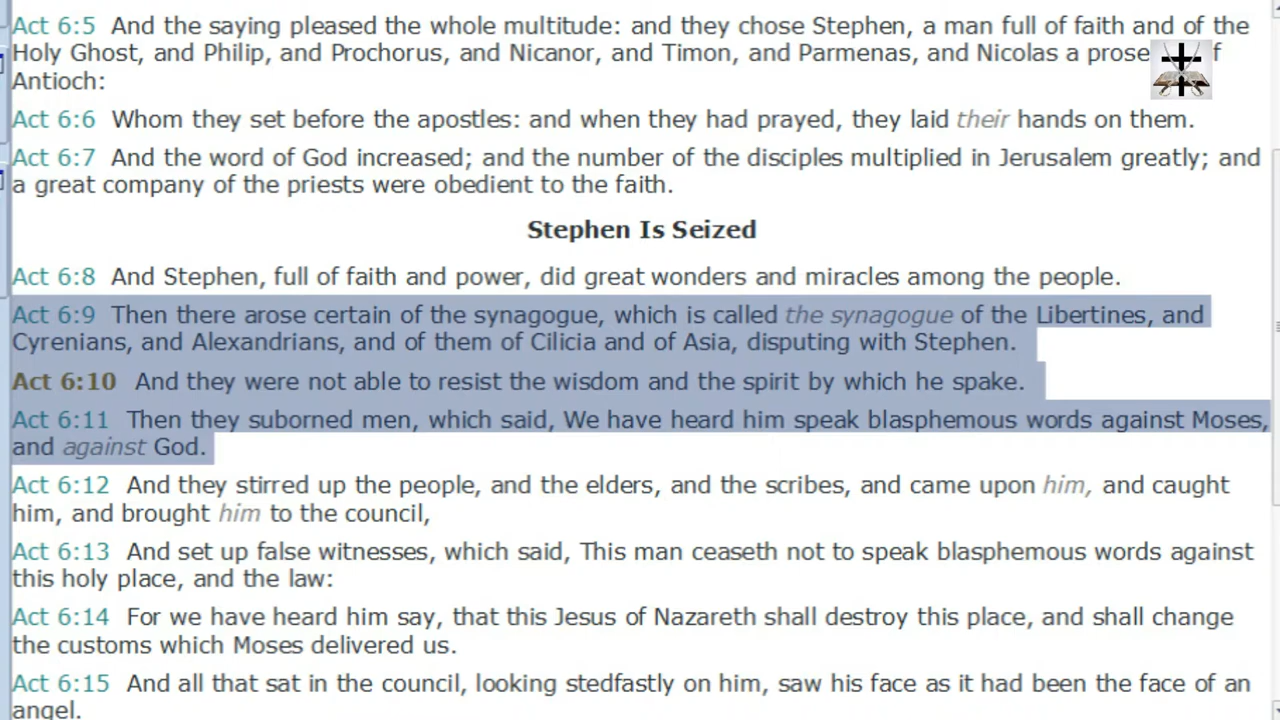 Act 6:5 And the saying pleased the whole multitude: and they chose Stephen, a man full of faith and of the
Holy Ghost, and Philip, and Prochorus, and Nicanor, and Timon, and Parmenas, and Nicolas a prose f
Antioch:
Act 6:6 Whom they set before the apostles: and when they had prayed, they laid their hands on them.
Act 6:7 And the word of God increased; and the number of the disciples multiplied in Jerusalem greatly; and
a great company of the priests were obedient to the faith.
Stephen Is Seized
Act 6:8 And Stephen, full of faith and power, did great wonders and miracles among the people.
Act 6:9 Then there arose certain of the synagogue, which is called the synagogue of the Libertines, and
Cyrenians, and Alexandrians, and of them of Cilicia and of Asia, disputing with Stephen.
Act 6:10 And they were not able to resist the wisdom and the spirit by which he spake.
Act 6:11 Then they suborned men, which said, We have heard him speak blasphemous words against Moses,
and against God.
Act 6:12 And they stirred up the people, and the elders, and the scribes, and came upon him, and caught
him, and brought him to the council,
Act 6:13 And set up false witnesses, which said, This man ceaseth not to speak blasphemous words against
this holy place, and the law:
Act 6:14 For we have heard him say, that this Jesus of Nazareth shall destroy this place, and shall change
the customs which Moses delivered us.
Act 6:15 And all that sat in the council, looking stedfastly on him, saw his face as it had been the face of an
angel.